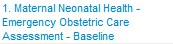 1. Maternal Neonatal Health -
Emergency Obstetric Care
Assessment - Baseline